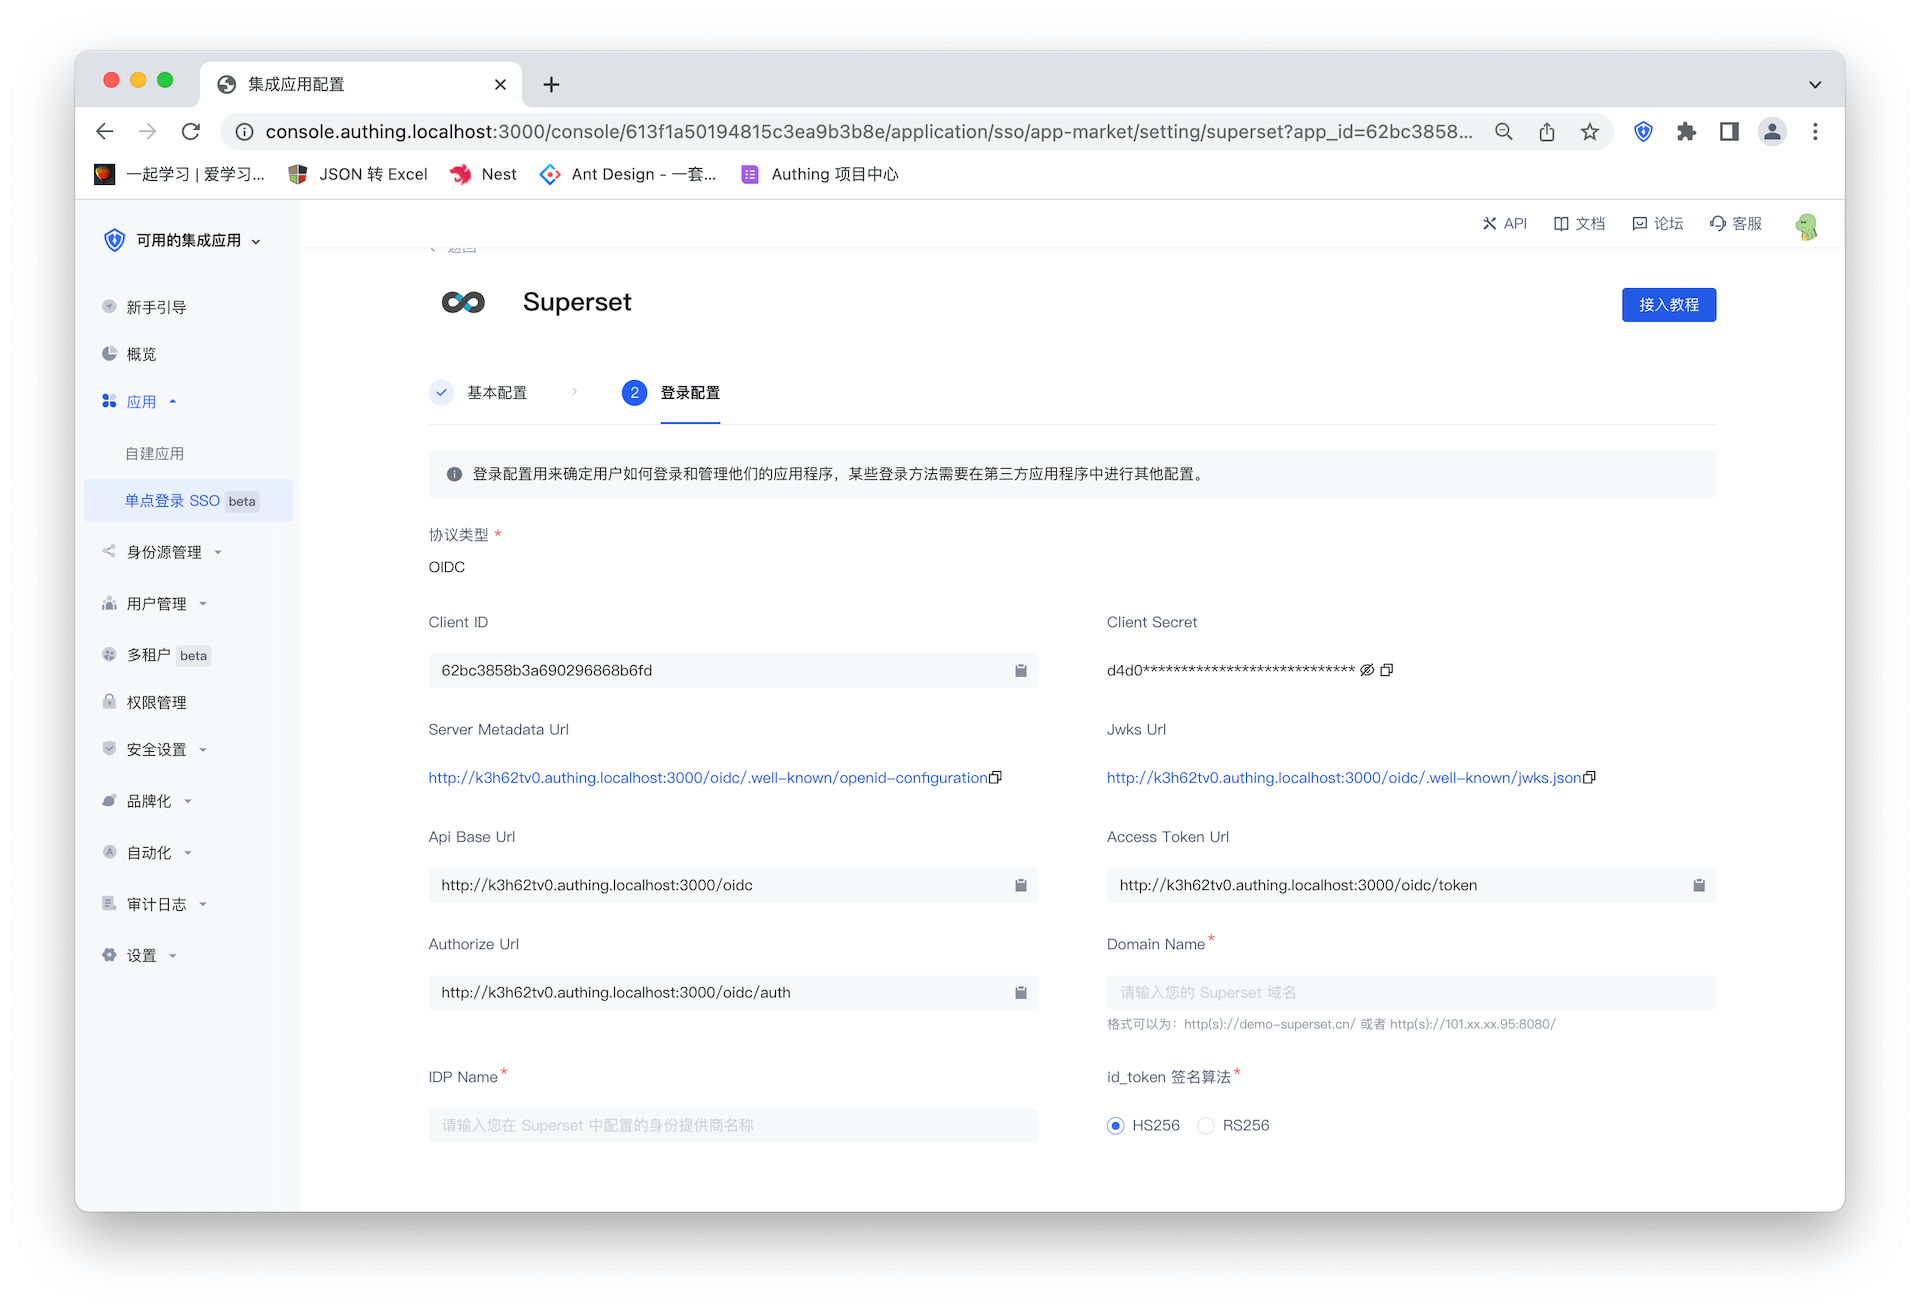 集成应用配置
console.authing.localhost:3000/console/613f1a50194815c3ea9b3b8e/application/sso/app-market/setting/superset?app_id=62bc3858...
一起学习 | 爱学习...
JSON 转 Excel
Nest
Ant Design - 一套...
Authing 项目中心
可用的集成应用
API
文档
论坛
客服
返回
新手引导
概览
应用
自建应用
单点登录 SSO beta
身份源管理
用户管理
多租户 beta
权限管理
安全设置
品牌化
自动化
审计日志
设置
Superset
接入教程
基本配置
2 登录配置
登录配置用来确定用户如何登录和管理他们的应用程序，某些登录方法需要在第三方应用程序中进行其他配置。
协议类型 *
OIDC
Client ID
62bc3858b3a690296868b6fd
Client Secret
d4d0****************************
Server Metadata Url
http://k3h62tv0.authing.localhost:3000/oidc/.well-known/openid-configuration
Jwks Url
http://k3h62tv0.authing.localhost:3000/oidc/.well-known/jwks.json
Api Base Url
http://k3h62tv0.authing.localhost:3000/oidc
Access Token Url
http://k3h62tv0.authing.localhost:3000/oidc/token
Authorize Url
http://k3h62tv0.authing.localhost:3000/oidc/auth
Domain Name *
请输入您的 Superset 域名
格式可以为：http(s)://demo-superset.cn/ 或者 http(s)://101.xx.xx.95:8080/
IDP Name *
请输入您在 Superset 中配置的身份提供商名称
id_token 签名算法 *
HS256
RS256